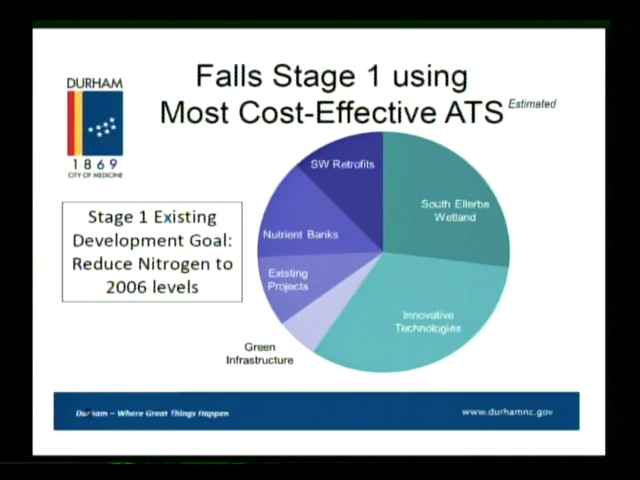 DURHAM
1869
CITY OF MEDICINE
Falls Stage 1 using
Most Cost-Effective ATS Estimated
Stage 1 Existing
Development Goal:
Reduce Nitrogen to
2006 levels
SW Retrofits
South Ellerbe
Wetland
Nutrient Banks
Existing
Projects
Innovative
Technologies
Green
Infrastructure
Durham – Where Great Things Happen
www.durhamnc.gov